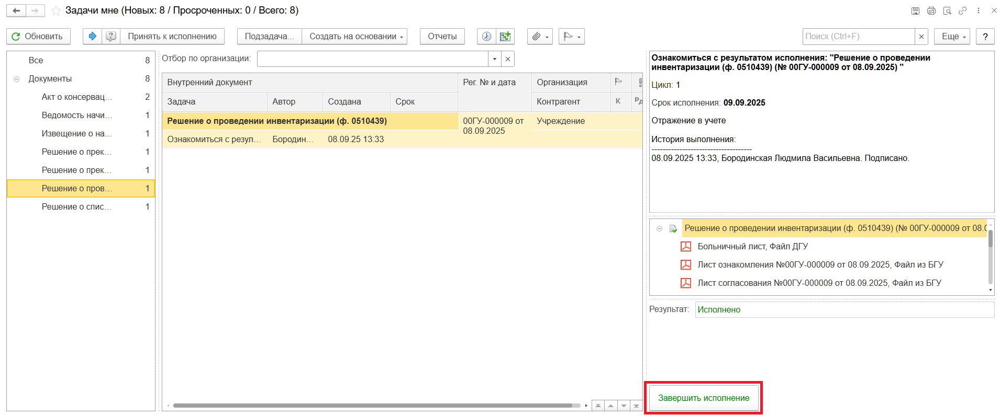 Задачи мне (Новых: 8 / Просроченных: 0 / Всего: 8)
Обновить
Принять к исполнению
Подзадача...
Создать на основании
Отчеты
Поиск (Ctrl+F)
Еще
?
Все 8
Документы 8
Акт о консервац... 2
Ведомость начи... 1
Извещение о на... 1
Решение о прек... 1
Решение о прек... 1
Решение о пров... 1
Решение о спис... 1
Отбор по организации:
Внутренний документ Рег. № и дата Организация
Задача Автор Создана Срок Контрагент К Рд
Решение о проведении инвентаризации (ф. 0510439) 00ГУ-000009 от Учреждение
08.09.2025
Ознакомиться с резул... Бородин... 08.09.25 13:33
Ознакомиться с результатом исполнения: "Решение о проведении
инвентаризации (ф. 0510439) (№ 00ГУ-000009 от 08.09.2025) "
Цикл: 1
Срок исполнения: 09.09.2025
Отражение в учете
История выполнения:
------------------------------------
08.09.2025 13:33, Бородинская Людмила Васильевна. Подписано.
Решение о проведении инвентаризации (ф. 0510439) (№ 00ГУ-000009 от 08.0
Больничный лист, Файл ДГУ
Лист ознакомления №00ГУ-000009 от 08.09.2025, Файл из БГУ
Лист согласования №00ГУ-000009 от 08.09.2025, Файл из БГУ
Результат: Исполнено
Завершить исполнение